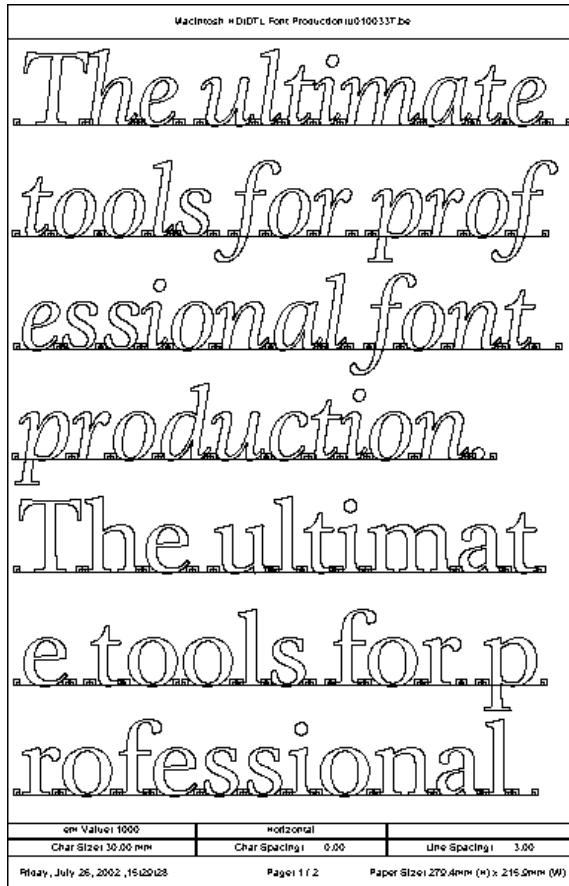 Macintosh HD:DTL Font Production:u010033T.be
The ultimate
tools for prof
essional font
production.
The ultimat
e tools for p
rofessional
em Value: 1000 Horizontal
Char Size: 30.00 mm Char Spacing: 0.00 Line Spacing: 3.00
Friday, July 26, 2002 ,15:29:28 Page: 1 / 2 Paper Size: 279.4mm (H) x 215.9mm (W)